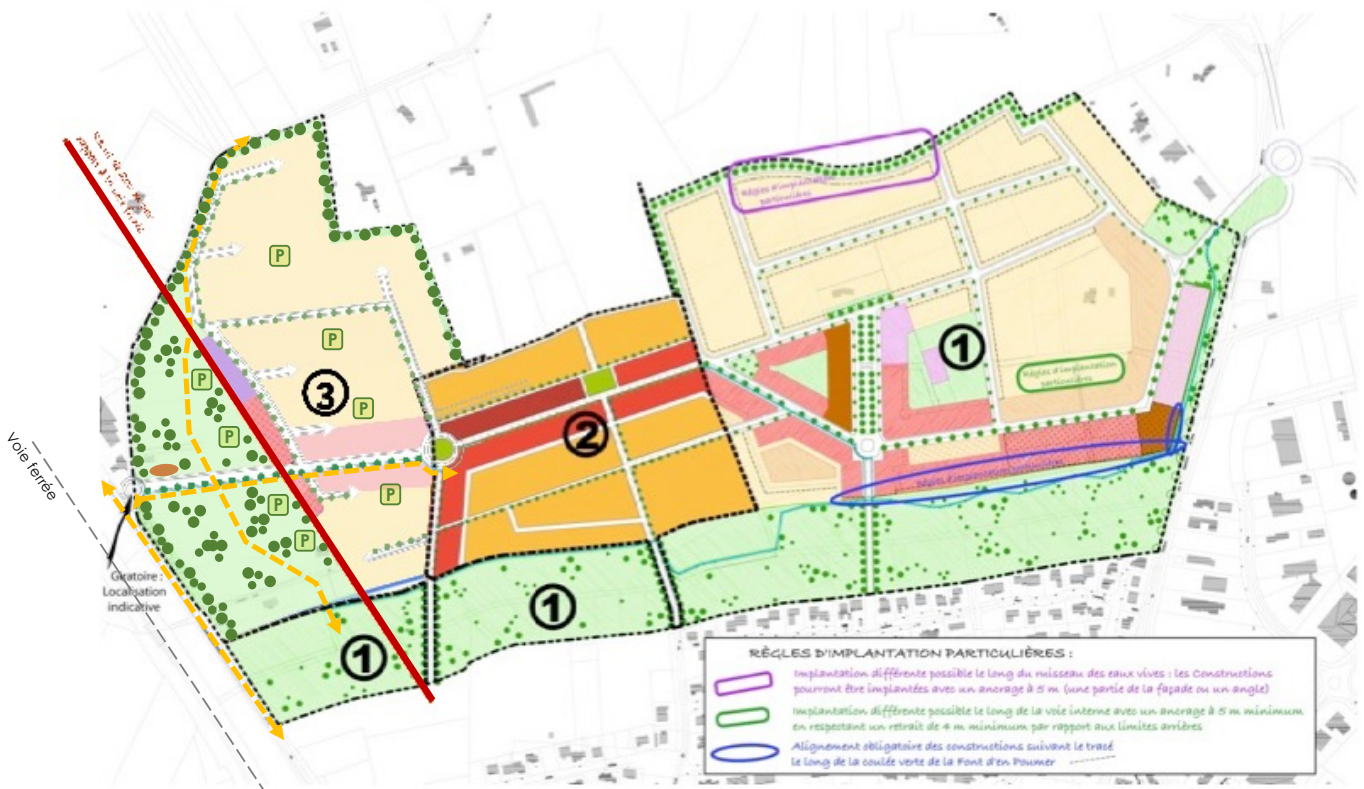 P
P
P
P
P
P
P
P
3
2
1
1
1
Règles d'implantation
particulières
Règles d'implantation
particulières
Règles d'implantation
Voie ferrée
Giratoire :
Localisation
indicative
RÈGLES D'IMPLANTATION PARTICULIÈRES :
Implantation différente possible le long du ruisseau des eaux vives : les Constructions
pourront être implantées avec un ancrage à 5 m (une partie de la façade ou un angle)
Implantation différente possible le long de la voie interne avec un ancrage à 5 m minimum
en respectant un retrait de 4 m minimum par rapport aux limites arrières
Alignement obligatoire des constructions suivant le tracé
le long de la coulée verte de la Font d'en Poumer